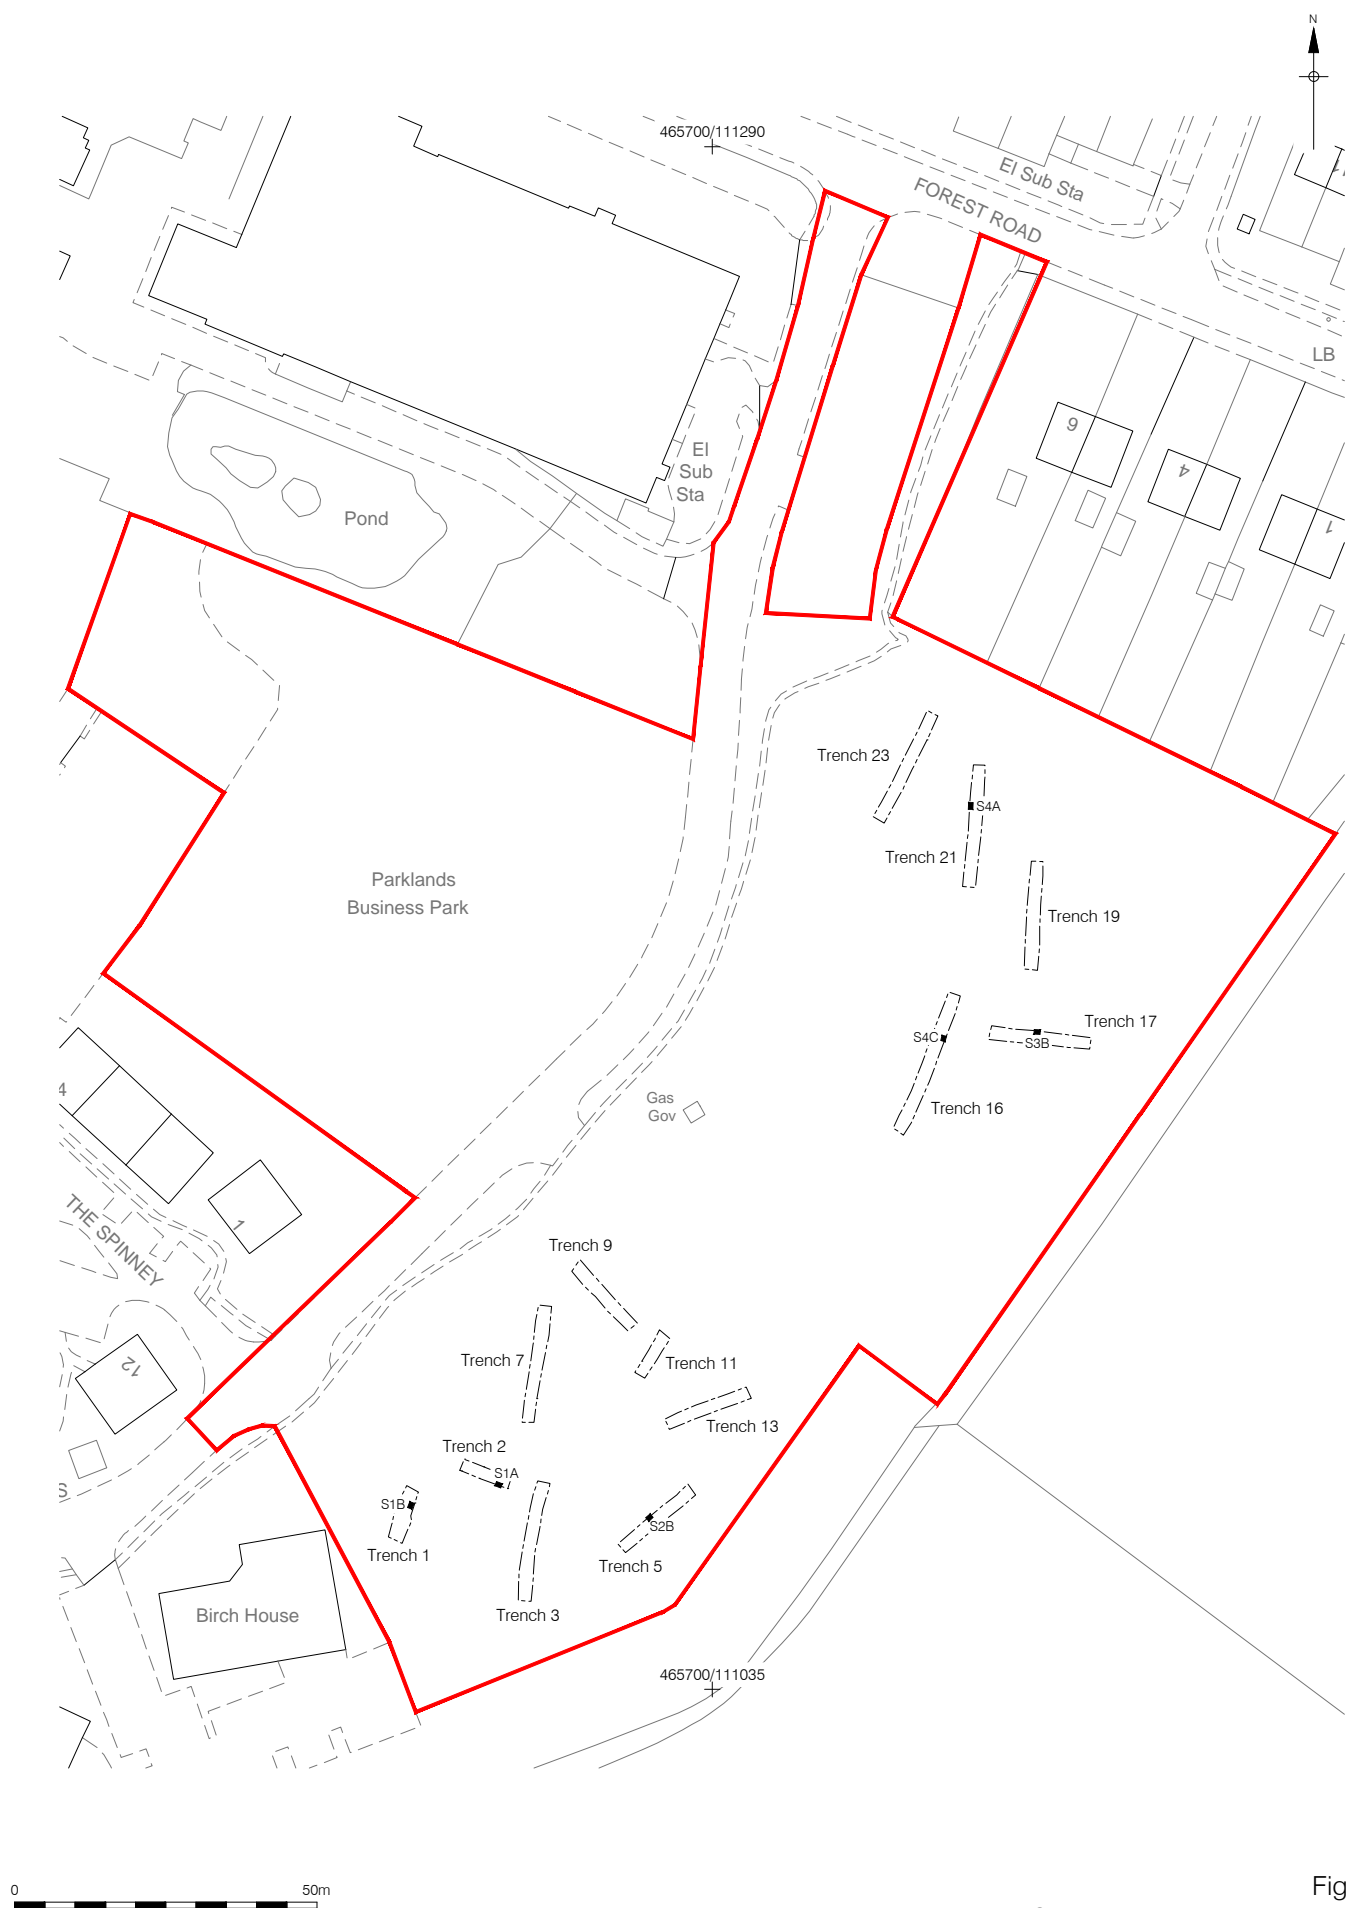 N
465700/111290
El Sub Sta
FOREST ROAD
LB
6
4
1
El
Sub
Sta
Pond
Trench 23
S4A
Trench 21
Parklands
Business Park
Trench 19
Trench 17
S4C
S3B
4
Gas
Gov
Trench 16
THE SPINNEY
1
Trench 9
12
Trench 7
Trench 11
Trench 13
Trench 2
S1A
S
S1B
S2B
Trench 1
Trench 5
Birch House
Trench 3
465700/111035
0
50m
Fig